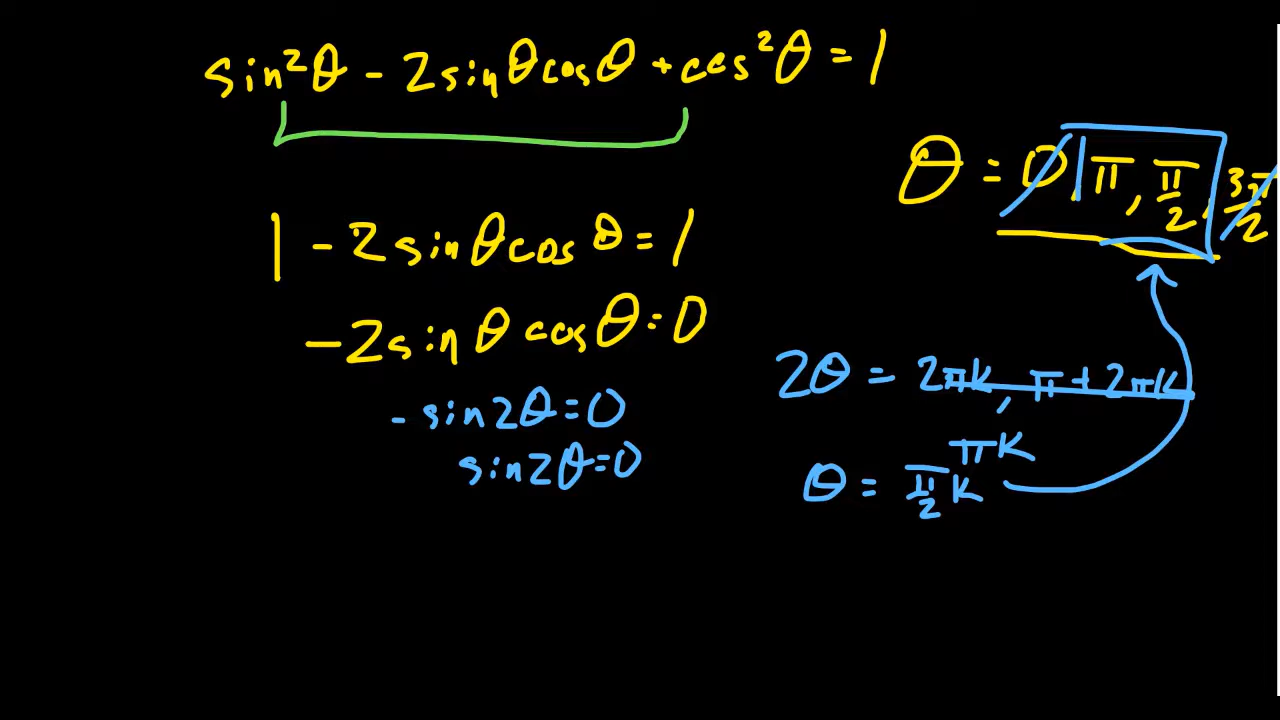 sin²θ - 2sinθcosθ + cos²θ = 1
θ = 0, π, π/2, 3π/2
1 - 2sinθcosθ = 1
-2sinθcosθ = 0
2θ = 2πk, π + 2πk
-sin2θ = 0
πk
sin2θ = 0
θ = π/2 k